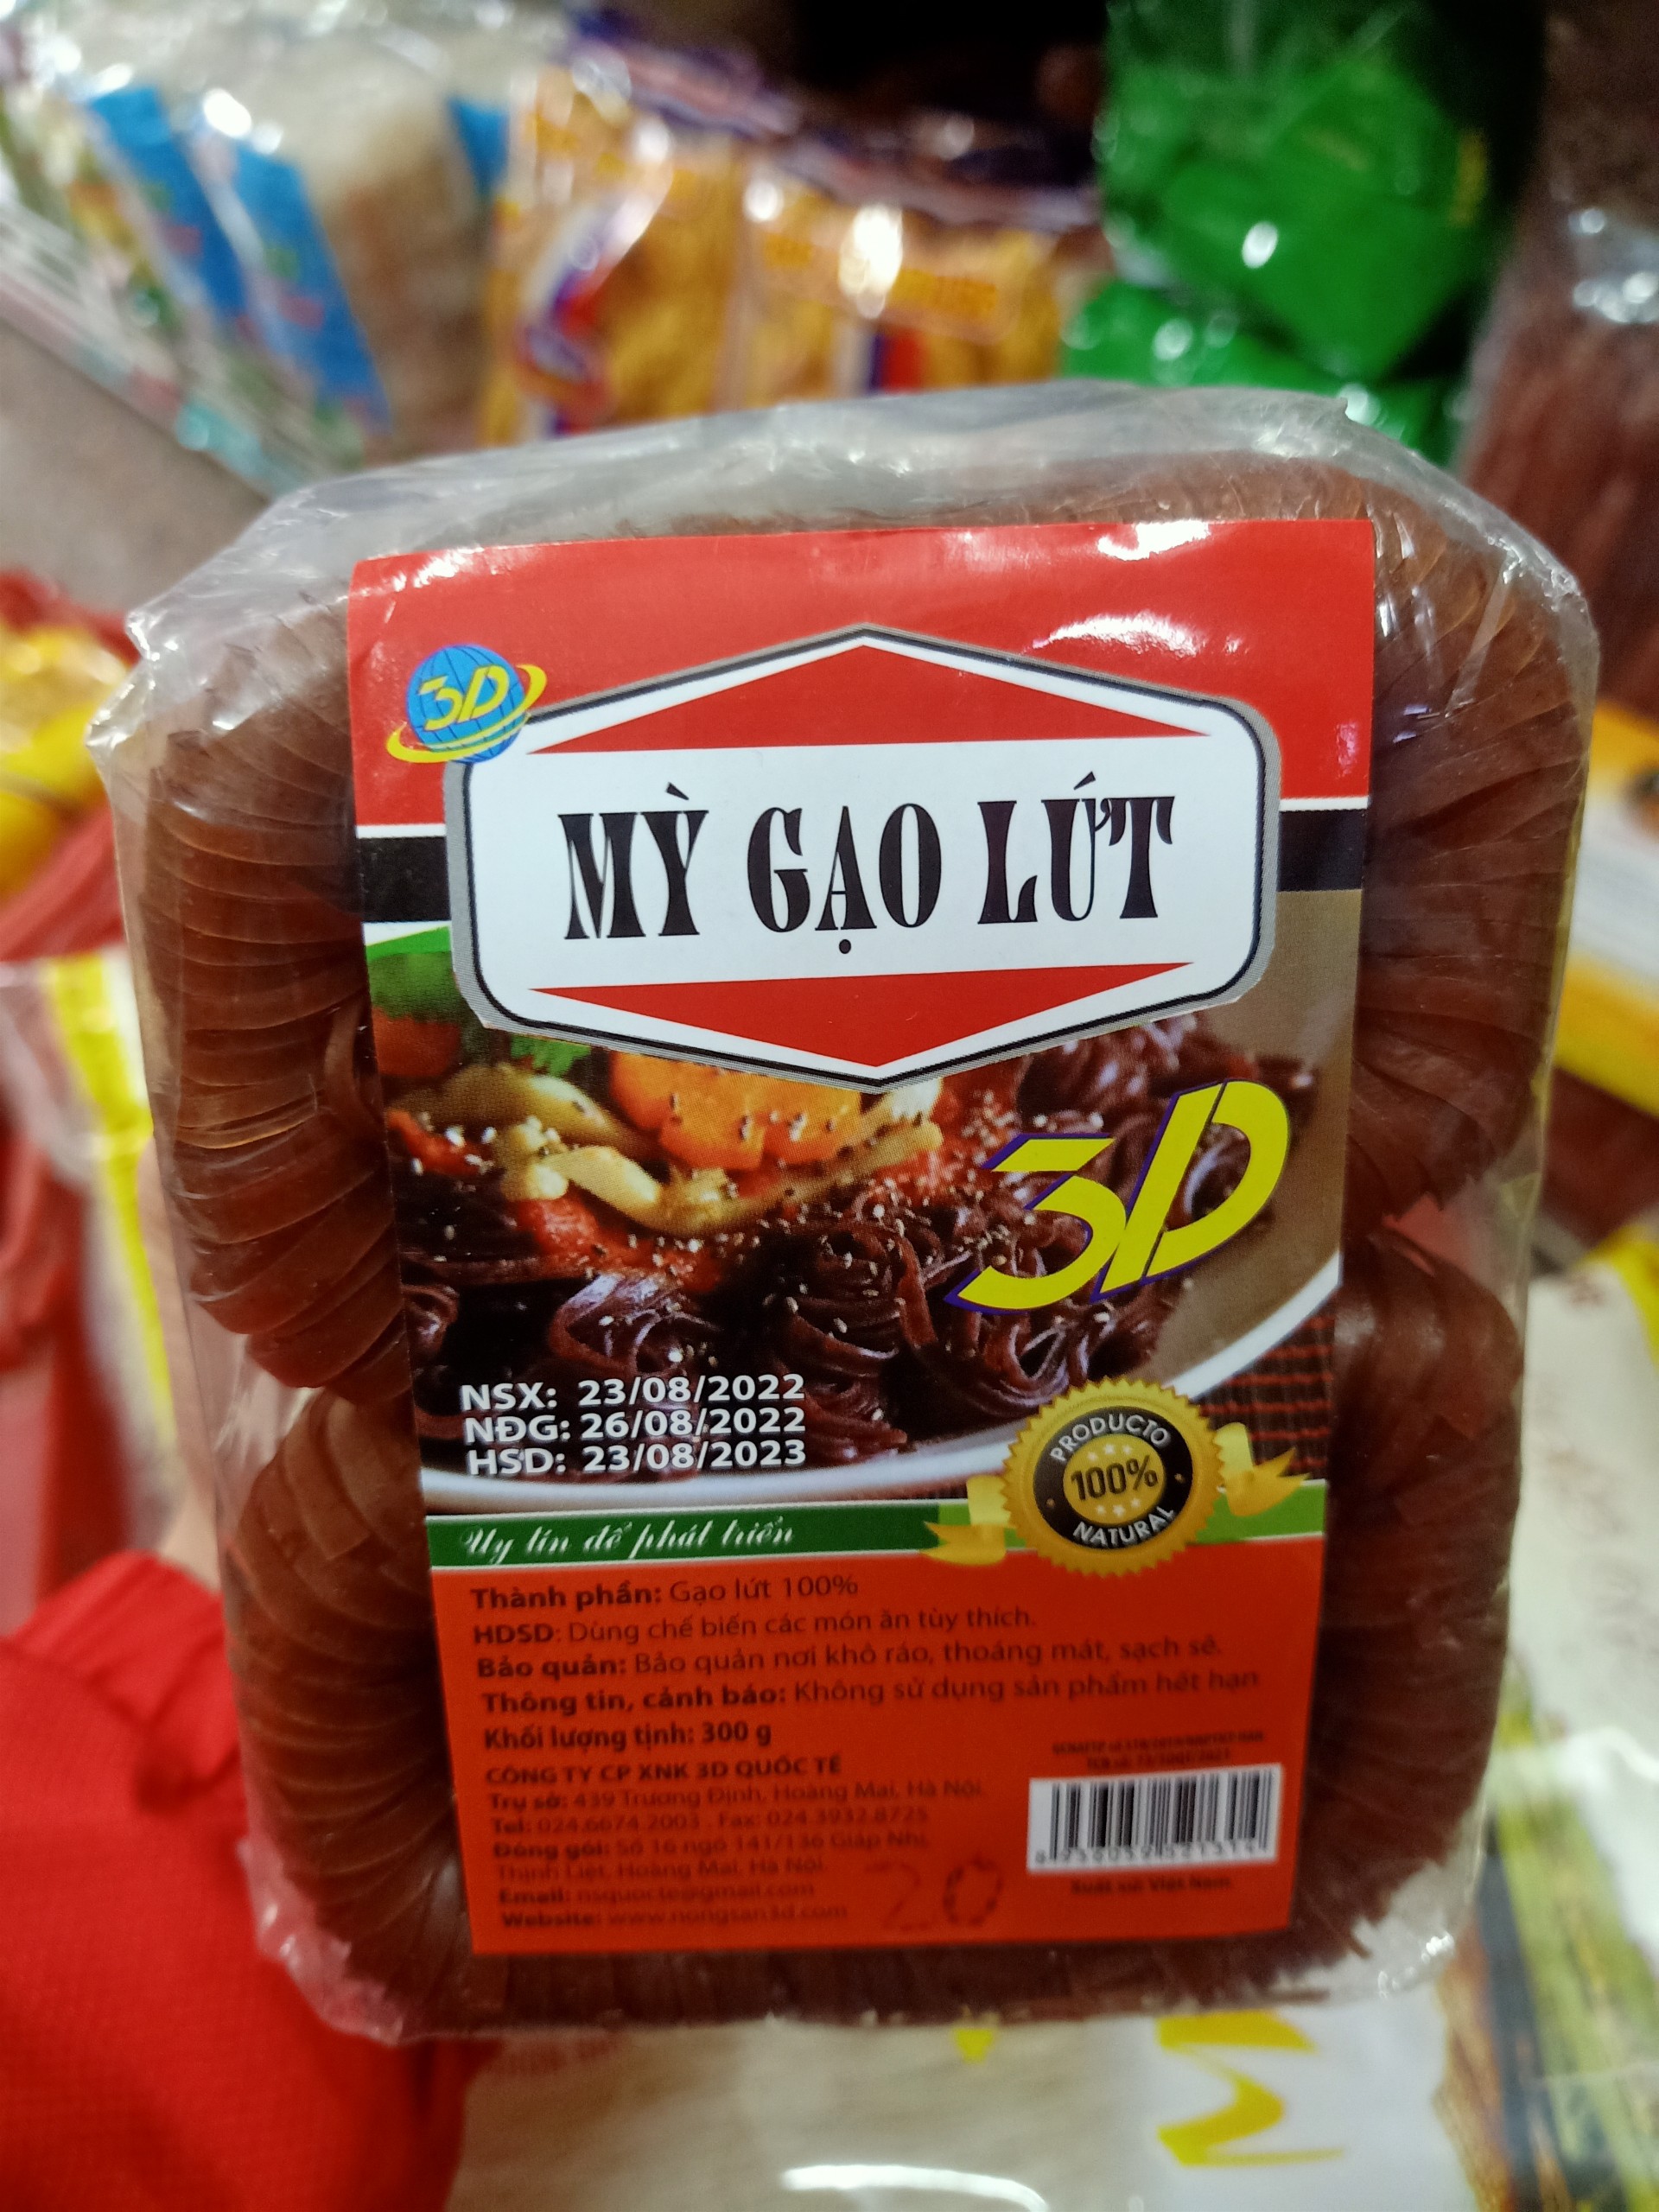 3D
MỲ GẠO LỨT
3D
NSX: 23/08/2022
NĐG: 26/08/2022
HSD: 23/08/2023
PRODUCTO
100%
NATURAL
Uy tín để phát triển
Thành phần: Gạo lứt 100%
HDSD: Dùng chế biến các món ăn tùy thích.
Bảo quản: Bảo quản nơi khô ráo, thoáng mát, sạch sẽ.
Thông tin, cảnh báo: Không sử dụng sản phẩm hết hạn
Khối lượng tịnh: 300 g
CÔNG TY CP XNK 3D QUỐC TẾ
Trụ sở: 439 Trương Định, Hoàng Mai, Hà Nội.
Tel: 024.6674.2003 . Fax: 024.3932.8725
Đóng gói: Số 16 ngõ 141/136 Giáp Nhị,
Thịnh Liệt, Hoàng Mai, Hà Nội.
Email: nsquocte@gmail.com
Website: www.nongsan3d.com
20
Xuất xứ: Việt Nam